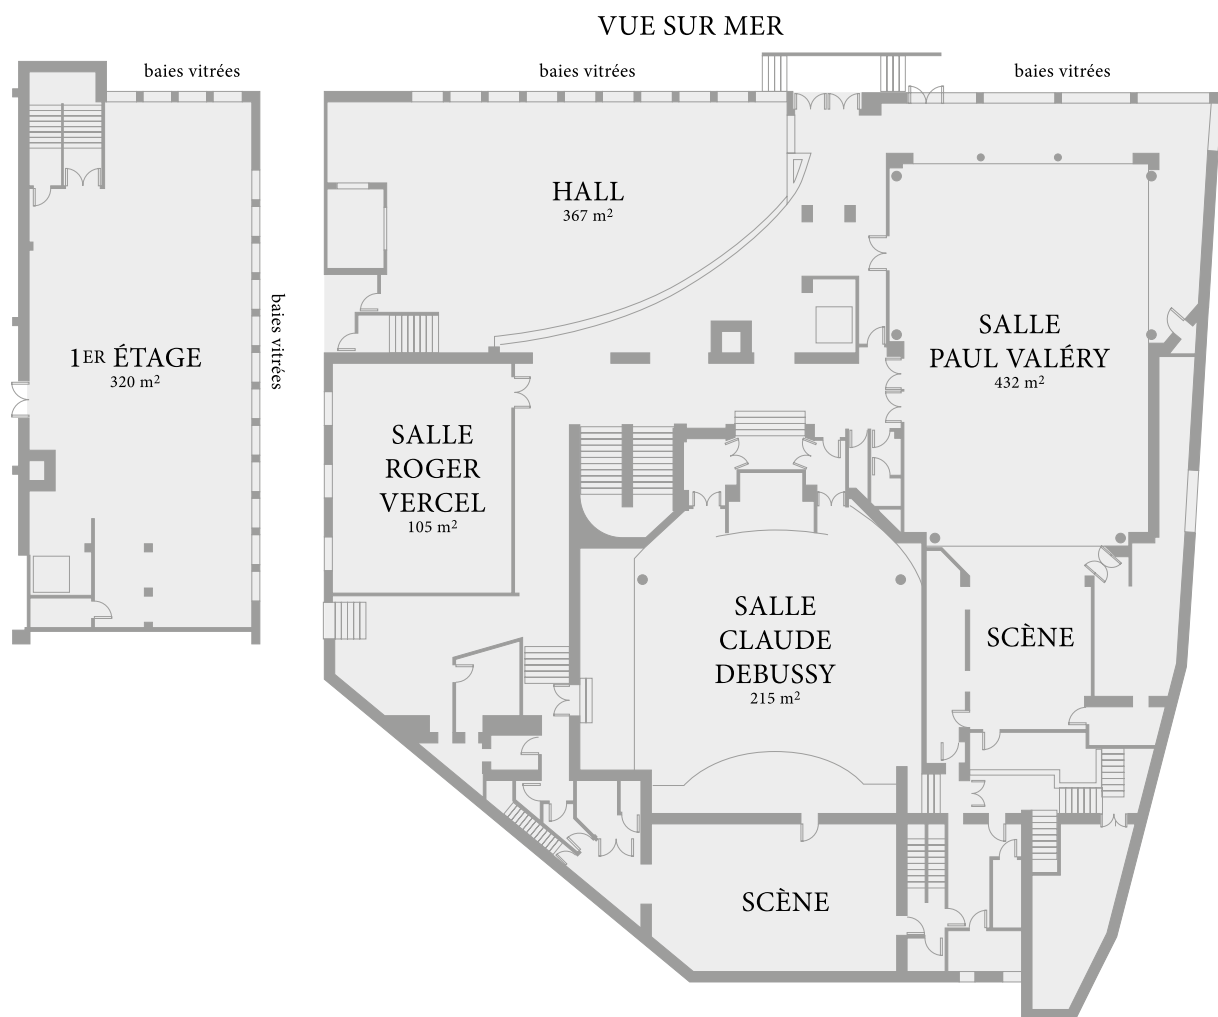 VUE SUR MER
baies vitrées
baies vitrées
baies vitrées
HALL
367 m²
baies vitrées
1ER ÉTAGE
320 m²
SALLE
PAUL VALÉRY
432 m²
SALLE
ROGER
VERCEL
105 m²
SALLE
CLAUDE
DEBUSSY
215 m²
SCÈNE
SCÈNE